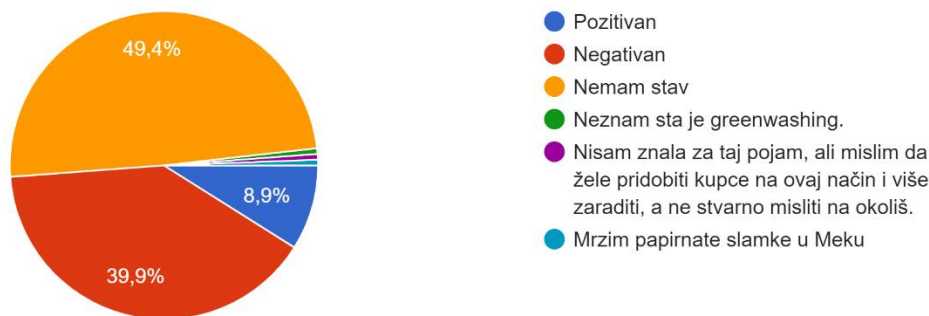 49,4%
8,9%
39,9%
Pozitivan
Negativan
Nemam stav
Neznam sta je greenwashing.
Nisam znala za taj pojam, ali mislim da
žele pridobiti kupce na ovaj način i više
zaraditi, a ne stvarno misliti na okoliš.
Mrzim papirnate slamke u Meku